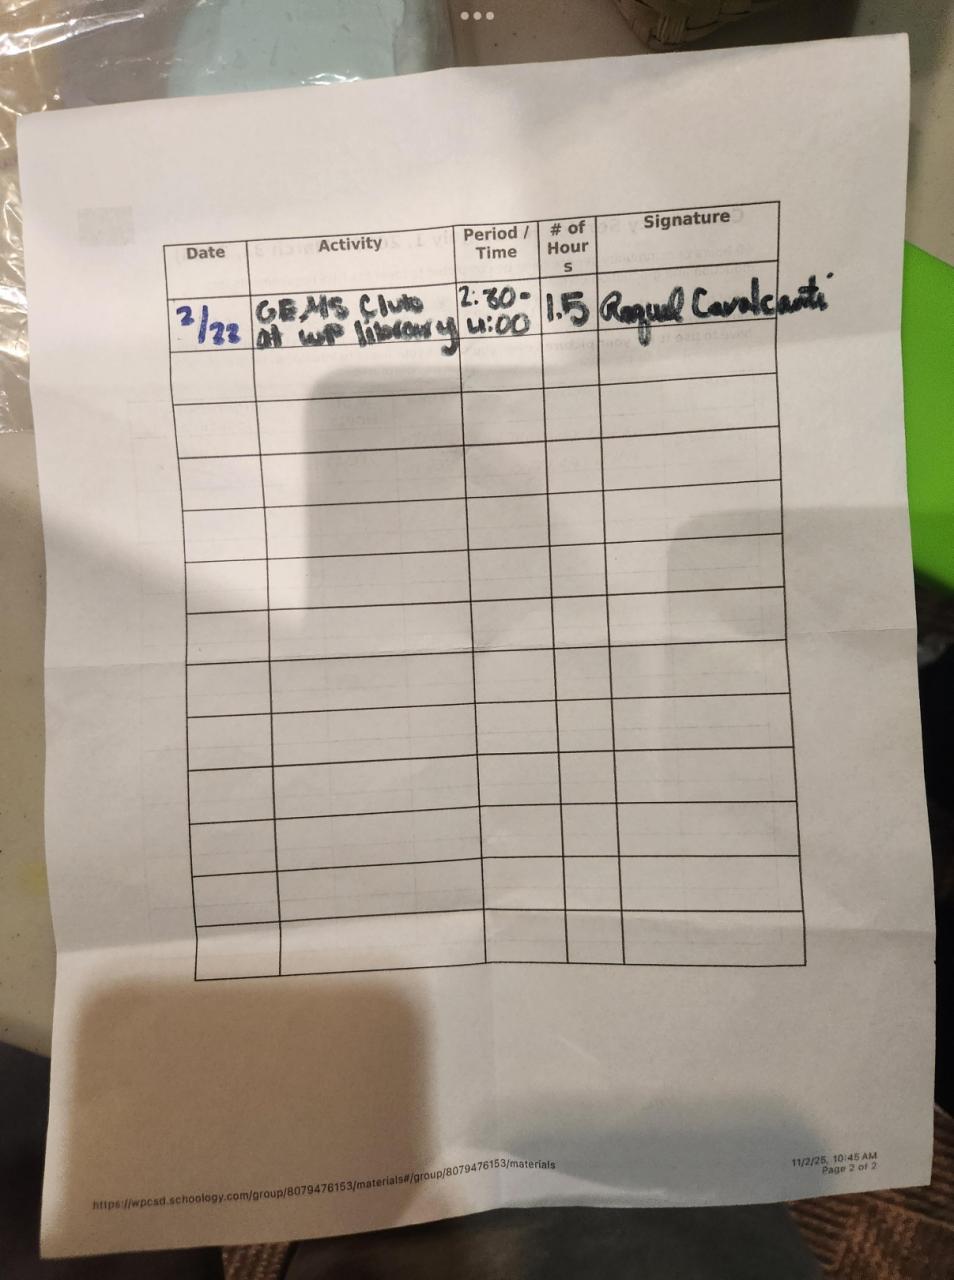 Date Activity Period / Time # of Hour s Signature
2/22 GEMS Club at WP library 2:30-4:00 1.5 Raquel Cavalcanti
https://wpcsd.schoology.com/group/8079476153/materials#/group/8079476153/materials
11/2/25, 10:45 AM
Page 2 of 2